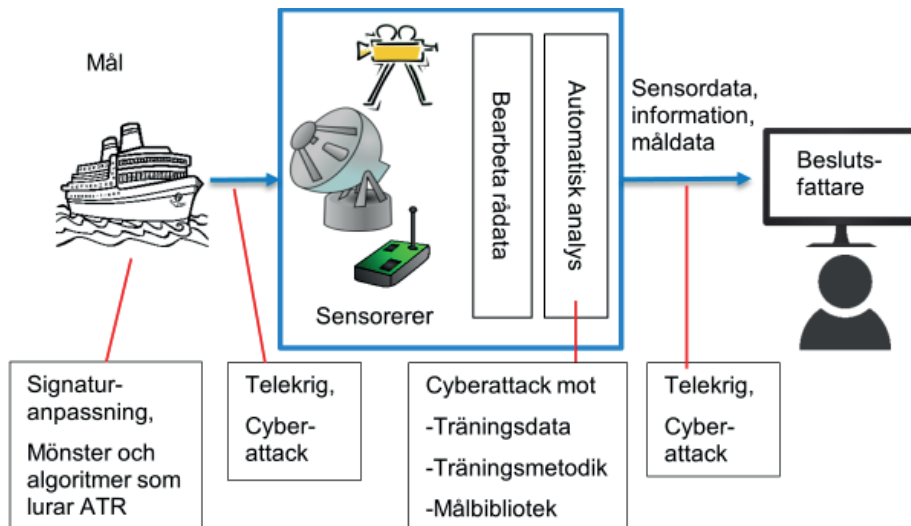 Mål
Sensorerer
Bearbeta rådata
Automatisk analys
Sensordata,
information,
måldata
Besluts-
fattare
Signatur-
anpassning,
Mönster och
algoritmer som
lurar ATR
Telekrig,
Cyber-
attack
Cyberattack mot
-Träningsdata
-Träningsmetodik
-Målbibliotek
Telekrig,
Cyber-
attack